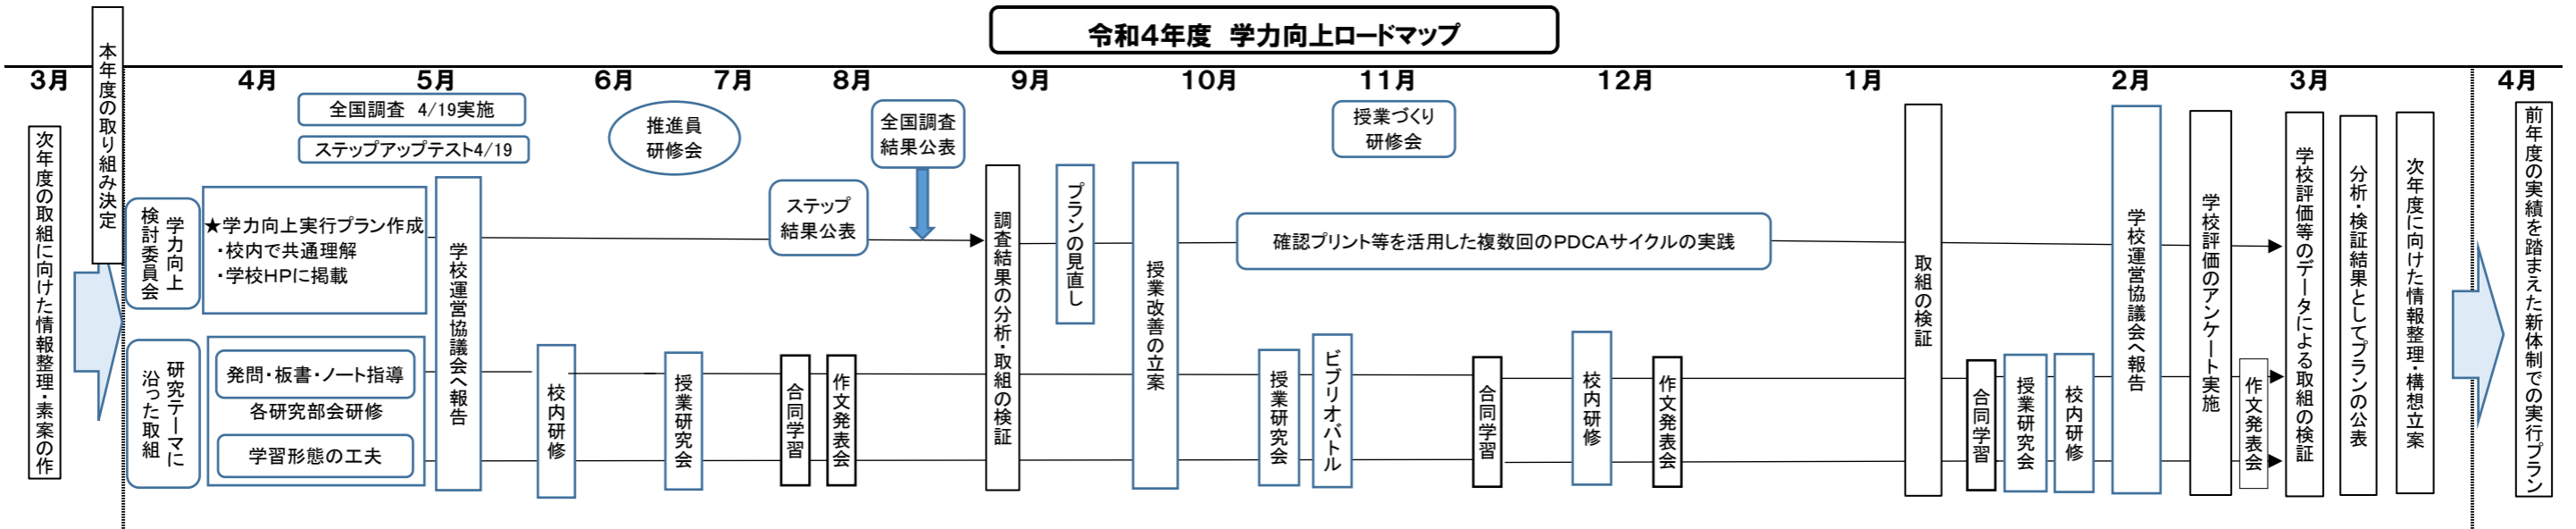 令和4年度 学力向上ロードマップ
3月
4月
5月
6月
7月
8月
9月
10月
11月
12月
1月
2月
3月
4月
次年度の取組に向けた情報整理・素案の作
本年度の取り組み決定
全国調査 4/19実施
ステップアップテスト4/19
学力向上
検討委員会
★学力向上実行プラン作成
・校内で共通理解
・学校HPに掲載
研究テーマに
沿った取組
発問・板書・ノート指導
各研究部会研修
学習形態の工夫
学校運営協議会へ報告
校内研修
推進員
研修会
授業研究会
ステップ
結果公表
合同学習
作文発表会
全国調査
結果公表
調査結果の分析・取組の検証
プランの見直し
授業改善の立案
確認プリント等を活用した複数回のPDCAサイクルの実践
授業研究会
ビブリオバトル
授業づくり
研修会
合同学習
校内研修
作文発表会
取組の検証
合同学習
授業研究会
校内研修
学校運営協議会へ報告
学校評価のアンケート実施
作文発表会
学校評価等のデータによる取組の検証
分析・検証結果としてプランの公表
次年度に向けた情報整理・構想立案
前年度の実績を踏まえた新体制での実行プラン